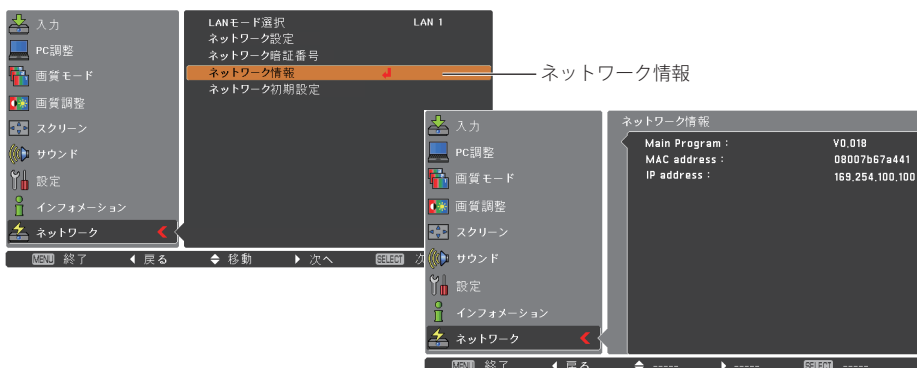 入力
PC調整
画質モード
画質調整
スクリーン
サウンド
設定
インフォメーション
ネットワーク
LANモード選択 LAN 1
ネットワーク設定
ネットワーク暗証番号
ネットワーク情報
ネットワーク初期設定
MENU 終了 戻る 移動 次へ SELECT 次
ネットワーク情報
入力
PC調整
画質モード
画質調整
スクリーン
サウンド
設定
インフォメーション
ネットワーク
ネットワーク情報
Main Program : V0.018
MAC address : 08007b67a441
IP address : 169.254.100.100
MENU 終了 戻る ----- ----- SELECT -----